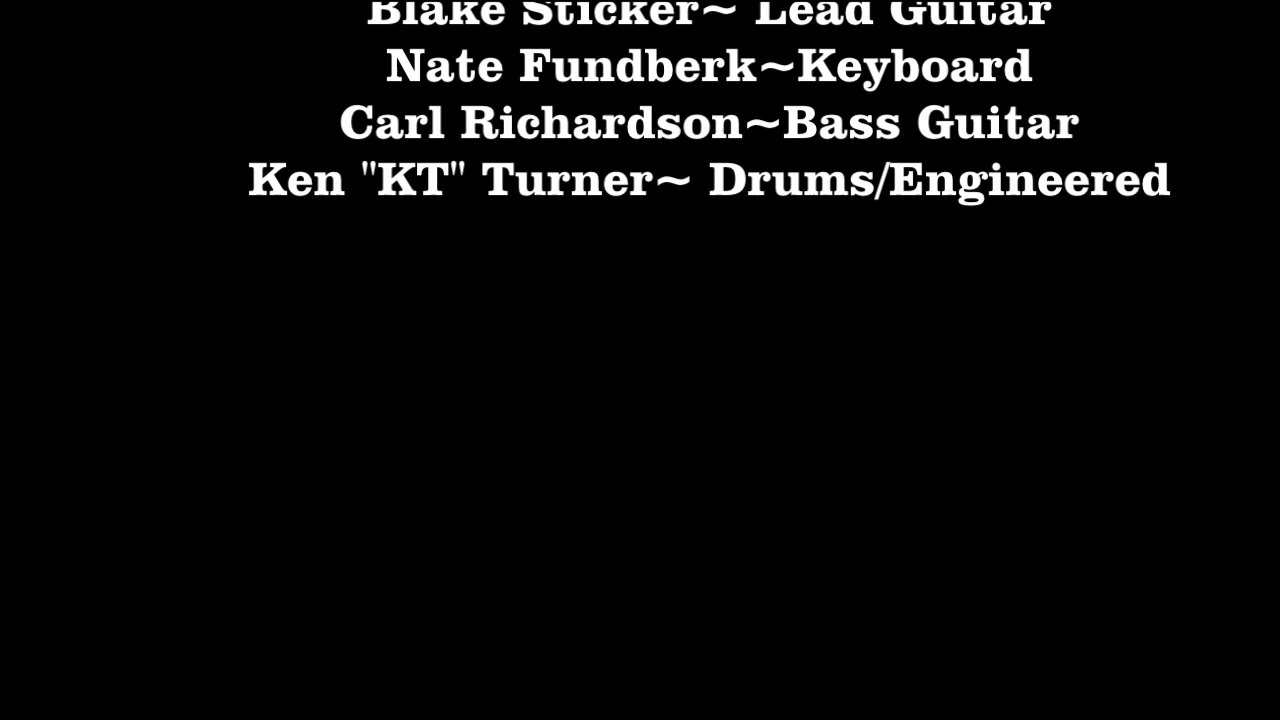 Blake Sticker~ Lead Guitar
Nate Fundberk~Keyboard
Carl Richardson~Bass Guitar
Ken "KT" Turner~ Drums/Engineered